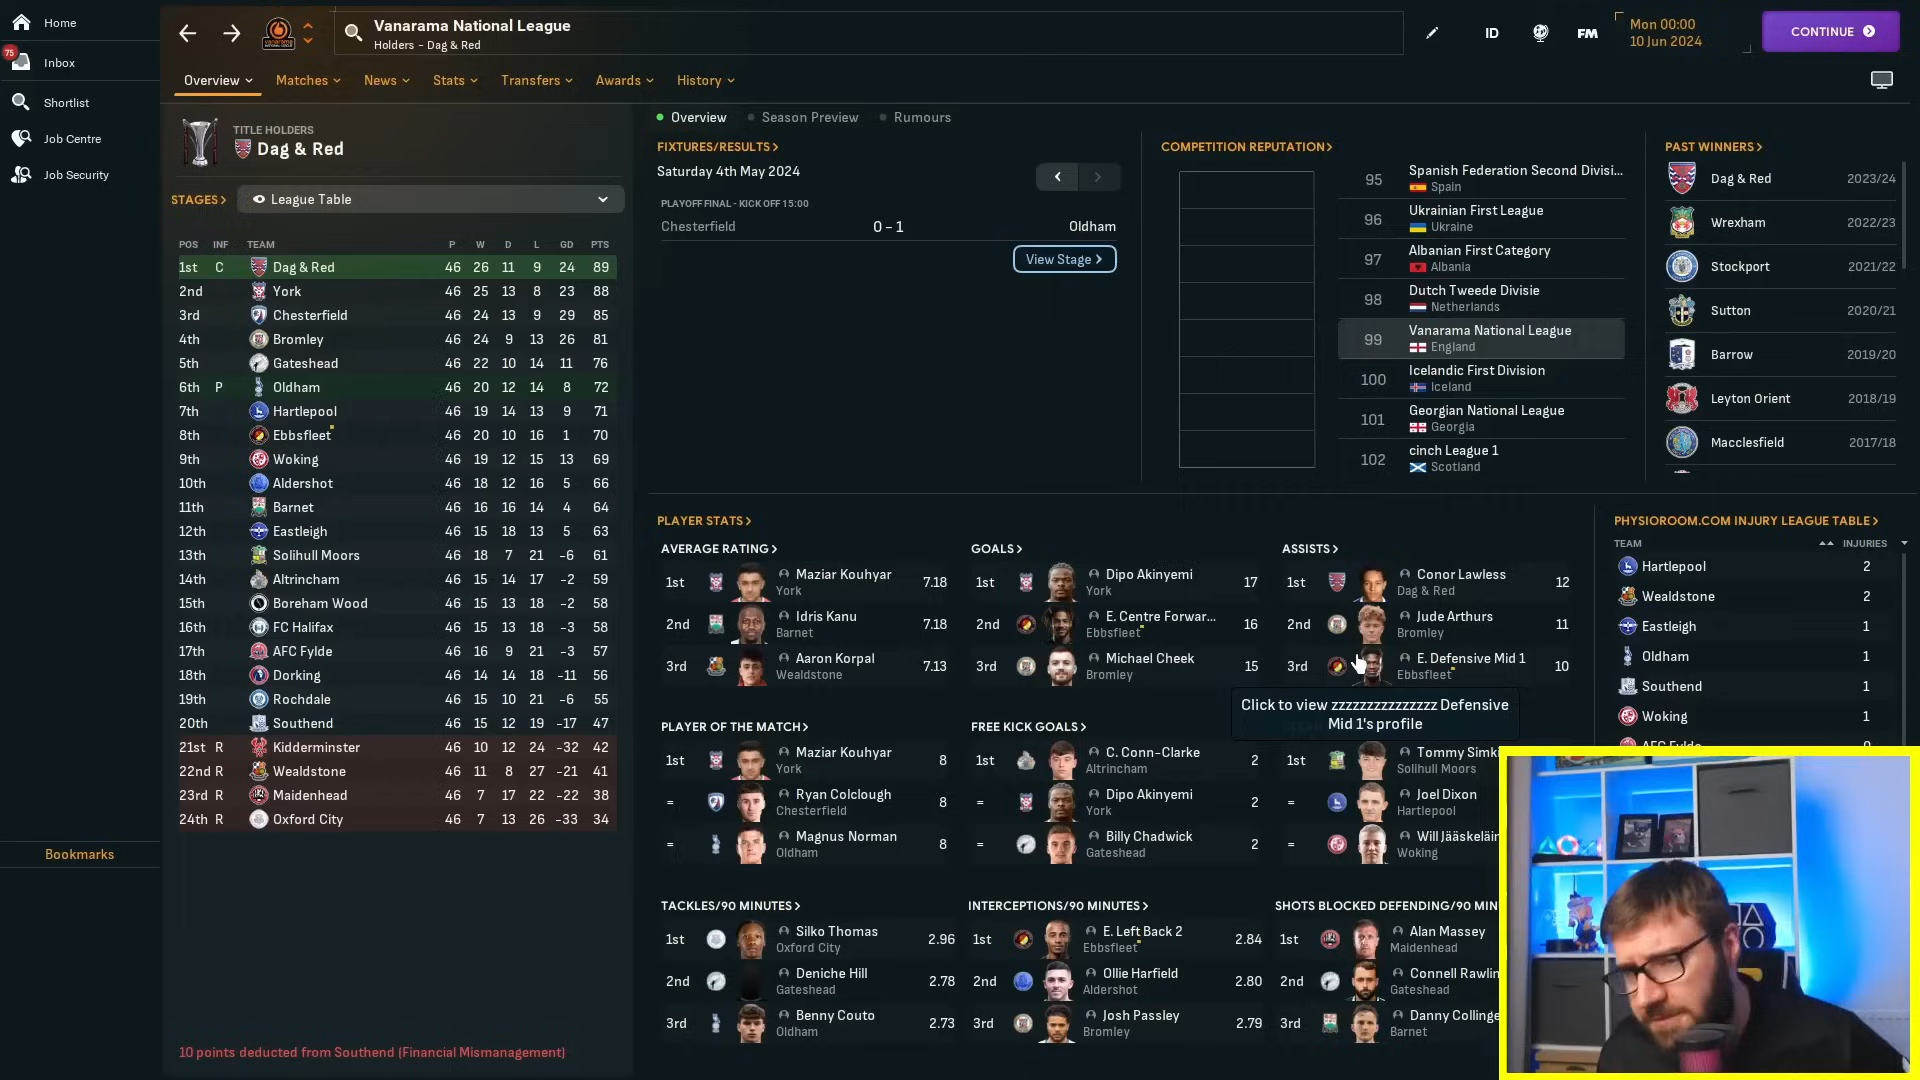 Home
75
Inbox
Shortlist
Job Centre
Job Security
Bookmarks
Vanarama National League
Holders - Dag & Red
ID
FM
Mon 00:00
10 Jun 2024
CONTINUE
Overview
Matches
News
Stats
Transfers
Awards
History
TITLE HOLDERS
Dag & Red
STAGES
League Table
POS INF TEAM P W D L GD PTS
1st C Dag & Red 46 26 11 9 24 89
2nd York 46 25 13 8 23 88
3rd Chesterfield 46 24 13 9 29 85
4th Bromley 46 24 9 13 26 81
5th Gateshead 46 22 10 14 11 76
6th P Oldham 46 20 12 14 8 72
7th Hartlepool 46 19 14 13 9 71
8th Ebbsfleet 46 20 10 16 1 70
9th Woking 46 19 12 15 13 69
10th Aldershot 46 18 12 16 5 66
11th Barnet 46 16 16 14 4 64
12th Eastleigh 46 15 18 13 5 63
13th Solihull Moors 46 18 7 21 -6 61
14th Altrincham 46 15 14 17 -2 59
15th Boreham Wood 46 15 13 18 -2 58
16th FC Halifax 46 15 13 18 -3 58
17th AFC Fylde 46 16 9 21 -3 57
18th Dorking 46 14 14 18 -11 56
19th Rochdale 46 15 10 21 -6 55
20th Southend 46 15 12 19 -17 47
21st R Kidderminster 46 10 12 24 -32 42
22nd R Wealdstone 46 11 8 27 -21 41
23rd R Maidenhead 46 7 17 22 -22 38
24th R Oxford City 46 7 13 26 -33 34
10 points deducted from Southend (Financial Mismanagement)
Overview
Season Preview
Rumours
FIXTURES/RESULTS
Saturday 4th May 2024
PLAYOFF FINAL - KICK OFF 15:00
Chesterfield 0 - 1 Oldham
View Stage
COMPETITION REPUTATION
95 Spanish Federation Second Divisi...
Spain
96 Ukrainian First League
Ukraine
97 Albanian First Category
Albania
98 Dutch Tweede Divisie
Netherlands
99 Vanarama National League
England
100 Icelandic First Division
Iceland
101 Georgian National League
Georgia
102 cinch League 1
Scotland
PAST WINNERS
Dag & Red 2023/24
Wrexham 2022/23
Stockport 2021/22
Sutton 2020/21
Barrow 2019/20
Leyton Orient 2018/19
Macclesfield 2017/18
PLAYER STATS
AVERAGE RATING
1st Maziar Kouhyar 7.18
York
2nd Idris Kanu 7.18
Barnet
3rd Aaron Korpal 7.13
Wealdstone
GOALS
1st Dipo Akinyemi 17
York
2nd E. Centre Forwar... 16
Ebbsfleet
3rd Michael Cheek 15
Bromley
ASSISTS
1st Conor Lawless 12
Dag & Red
2nd Jude Arthurs 11
Bromley
3rd E. Defensive Mid 1 10
Ebbsfleet
Click to view zzzzzzzzzzzzzzz Defensive
Mid 1's profile
PLAYER OF THE MATCH
1st Maziar Kouhyar 8
York
= Ryan Colclough 8
Chesterfield
= Magnus Norman 8
Oldham
FREE KICK GOALS
1st C. Conn-Clarke 2
Altrincham
= Dipo Akinyemi 2
York
= Billy Chadwick 2
Gateshead
1st Tommy Simk
Solihull Moors
= Joel Dixon
Hartlepool
= Will Jääskeläin
Woking
TACKLES/90 MINUTES
1st Silko Thomas 2.96
Oxford City
2nd Deniche Hill 2.78
Gateshead
3rd Benny Couto 2.73
Oldham
INTERCEPTIONS/90 MINUTES
1st E. Left Back 2 2.84
Ebbsfleet
2nd Ollie Harfield 2.80
Aldershot
3rd Josh Passley 2.79
Bromley
SHOTS BLOCKED DEFENDING/90 MIN
1st Alan Massey
Maidenhead
2nd Connell Rawlin
Gateshead
3rd Danny Collinge
Barnet
PHYSIOROOM.COM INJURY LEAGUE TABLE
TEAM INJURIES
Hartlepool 2
Wealdstone 2
Eastleigh 1
Oldham 1
Southend 1
Woking 1
AFC Fylde 0